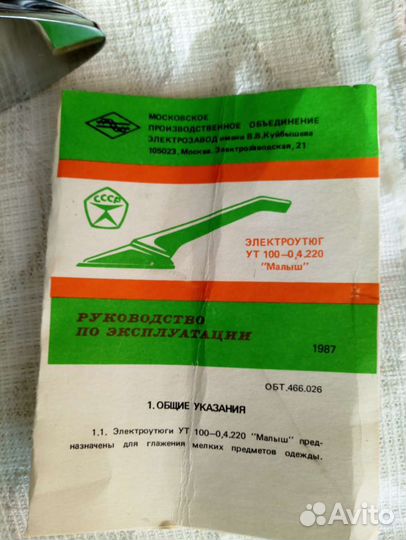 МОСКОВСКОЕ
ПРОИЗВОДСТВЕННОЕ ОБЪЕДИНЕНИЕ
ЭЛЕКТРОЗАВОД имени В.В.Куйбышева
105023, Москва, Электрозаводская, 21
СССР
ЭЛЕКТРОУТЮГ
УТ 100—0,4.220
"Малыш"
РУКОВОДСТВО
ПО ЭКСПЛУАТАЦИИ
1987
ОБТ.466.026
1. ОБЩИЕ УКАЗАНИЯ
1.1. Электроутюги УТ 100—0,4.220 "Малыш" пред-
назначены для глажения мелких предметов одежды.
Avito